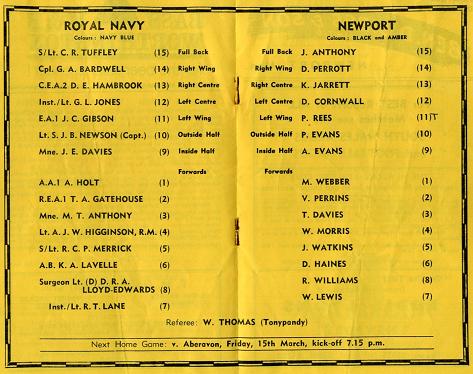 ROYAL NAVY NEWPORT
Colours : NAVY BLUE Colours : BLACK and AMBER
S/Lt. C. R. TUFFLEY (15) Full Back Full Back J. ANTHONY (15)
Cpl. G. A. BARDWELL (14) Right Wing Right Wing D. PERROTT (14)
C.E.A.2 D. E. HAMBROOK (13) Right Centre Right Centre K. JARRETT (13)
Inst./Lt. G. L. JONES (12) Left Centre Left Centre D. CORNWALL (12)
E.A.1 J. C. GIBSON (11) Left Wing Left Wing P. REES (11)
Lt. S. J. B. NEWSON (Capt.) (10) Outside Half Outside Half P. EVANS (10)
Mne. J. E. DAVIES (9) Inside Half Inside Half A. EVANS (9)
Forwards Forwards
A.A.1 A. HOLT (1) M. WEBBER (1)
R.E.A.1 T. A. GATEHOUSE (2) V. PERRINS (2)
Mne. M. T. ANTHONY (3) T. DAVIES (3)
Lt. A. J. W. HIGGINSON, R.M. (4) W. MORRIS (4)
S/Lt. R. C. P. MERRICK (5) J. WATKINS (5)
A.B. K. A. LAVELLE (6) D. HAINES (6)
Surgeon Lt. (D) D. R. A.
LLOYD-EDWARDS (8) R. WILLIAMS (8)
Inst./Lt. R. T. LANE (7) W. LEWIS (7)
Referee: W. THOMAS (Tonypandy)
Next Home Game: v. Aberavon, Friday, 15th March, kick-off 7.15 p.m.